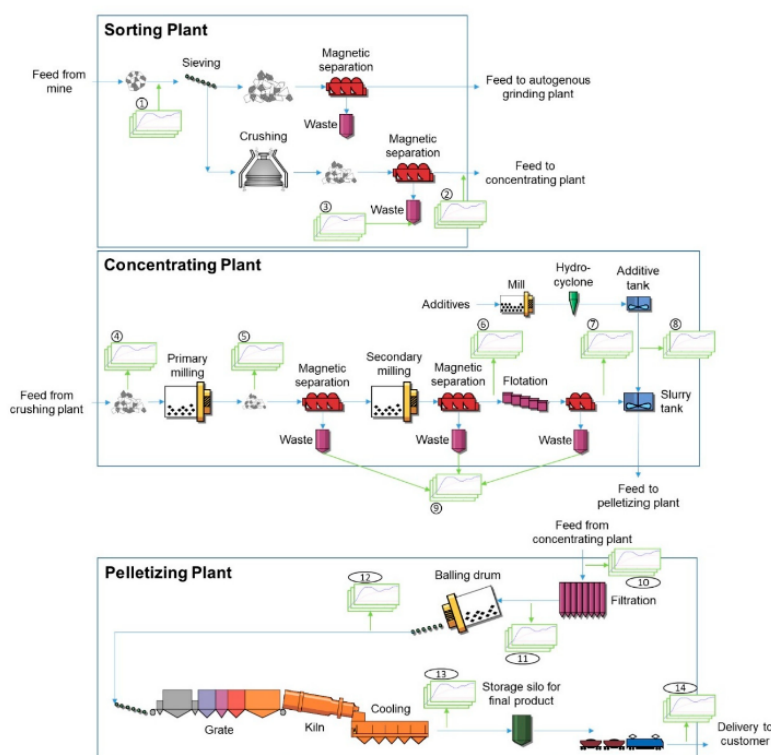 Sorting Plant
Sieving
Magnetic
separation
Feed from
mine
Feed to autogenous
grinding plant
1
Waste
Crushing
Magnetic
separation
Feed to
concentrating plant
2
3
Waste
Concentrating Plant
Mill
Hydro-
cyclone
Additive
tank
Additives
4
5
6
7
8
Primary
milling
Magnetic
separation
Secondary
milling
Magnetic
separation
Flotation
Feed from
crushing plant
Slurry
tank
Waste
Waste
Waste
9
Feed to
pelletizing plant
Feed from
concentrating plant
Pelletizing Plant
12
Balling drum
10
Filtration
11
13
Storage silo for
final product
14
Cooling
Kiln
Grate
Delivery to
customer